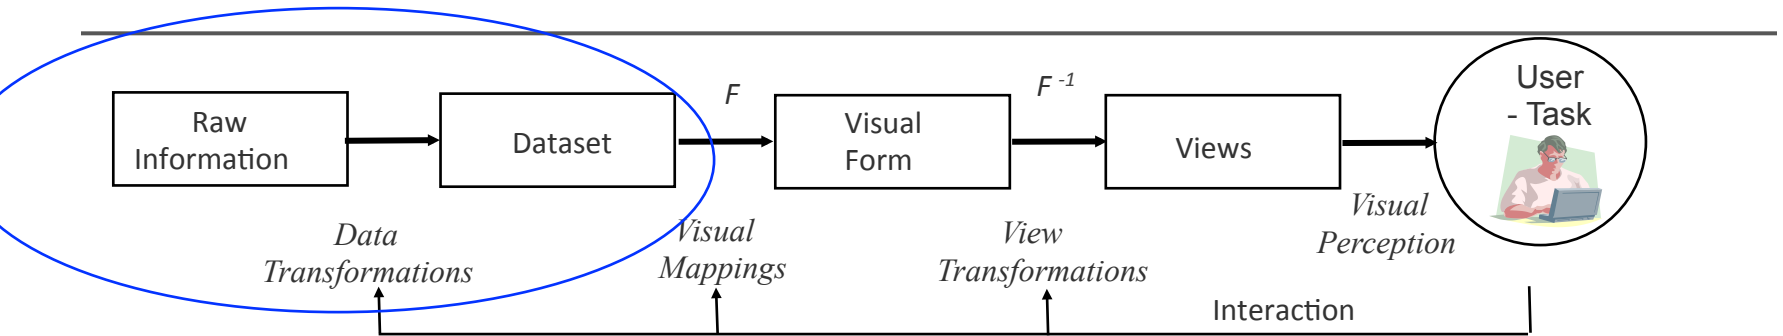 Raw
Information
Dataset
F
Visual
Form
F -1
Views
User
- Task
Data
Transformations
Visual
Mappings
View
Transformations
Visual
Perception
Interaction